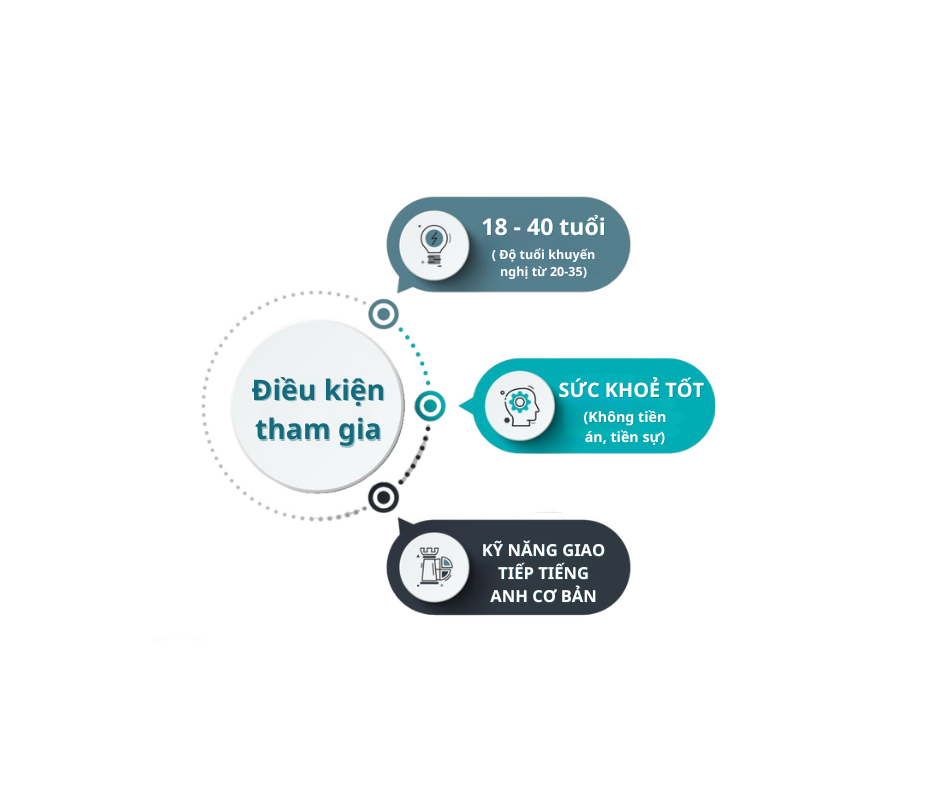 Điều kiện
tham gia
18 - 40 tuổi
( Độ tuổi khuyến
nghị từ 20-35)
SỨC KHOẺ TỐT
(Không tiền
án, tiền sự)
KỸ NĂNG GIAO
TIẾP TIẾNG
ANH CƠ BẢN